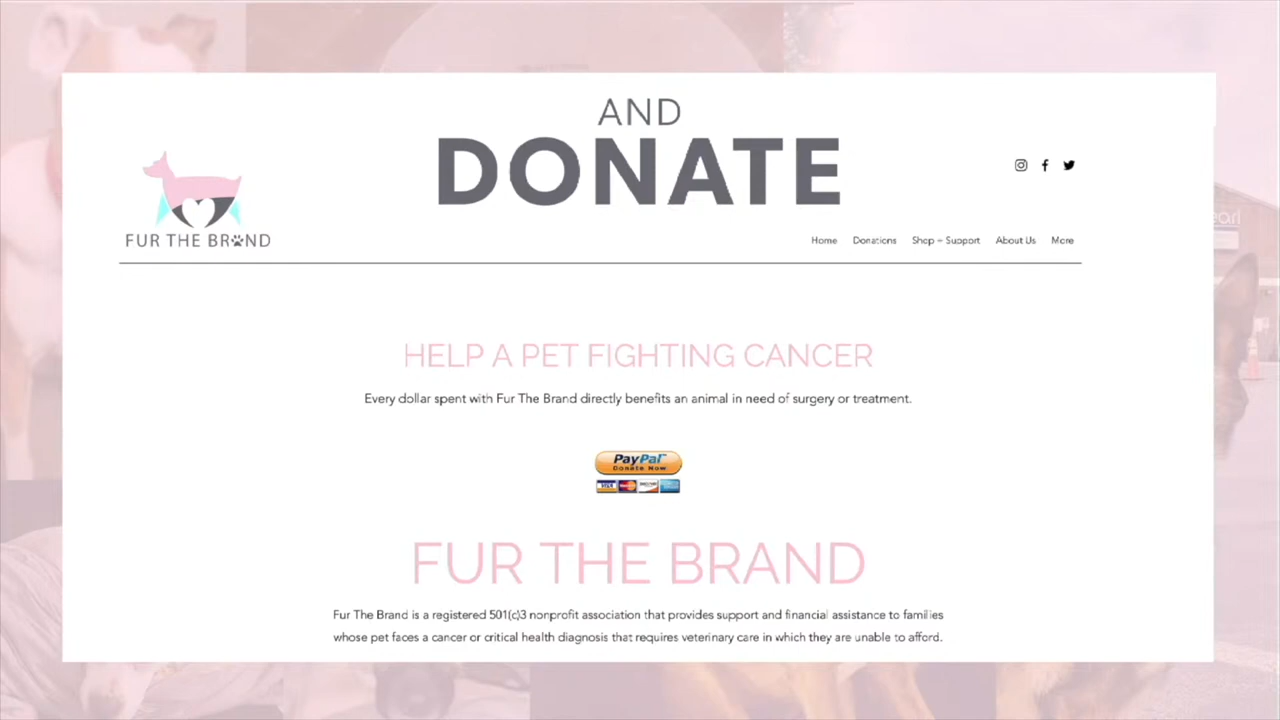 AND
DONATE
FUR THE BRAND
Home Donations Shop – Support About Us More
HELP A PET FIGHTING CANCER
Every dollar spent with Fur The Brand directly benefits an animal in need of surgery or treatment.
PayPal
Donate Now
VISA
FUR THE BRAND
Fur The Brand is a registered 501(c)3 nonprofit association that provides support and financial assistance to families
whose pet faces a cancer or critical health diagnosis that requires veterinary care in which they are unable to afford.